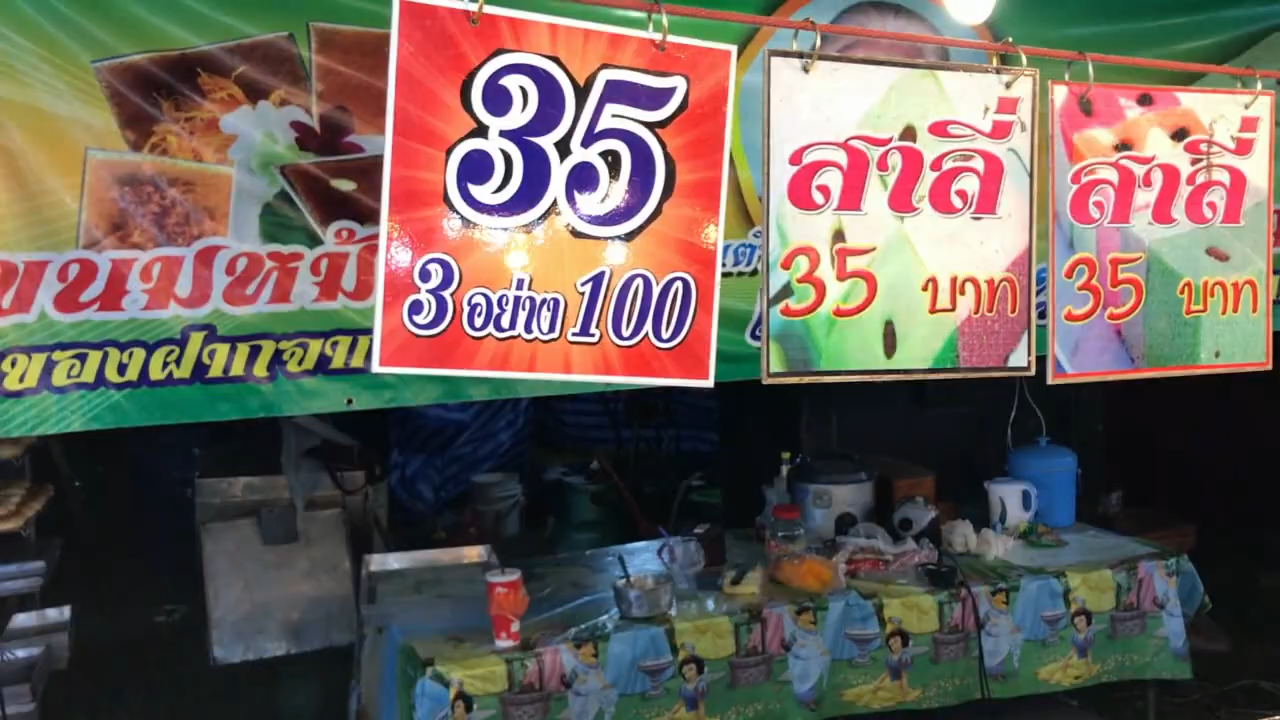 ขนมหม้
ของฝากจาก
35
3 อย่าง 100
สาลี่
35 บาท
สาลี่
35 บาท